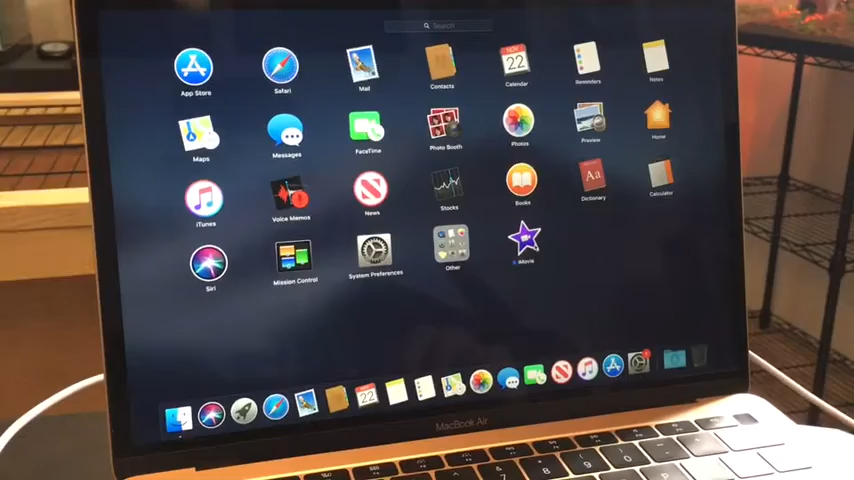 Search
App Store
Safari
Mail
Contacts
NOV
22
Calendar
Reminders
Notes
Maps
Messages
FaceTime
Photo Booth
Photos
Preview
Home
iTunes
Voice Memos
News
Stocks
Books
Aa
Dictionary
Calculator
Siri
Mission Control
System Preferences
Other
iMovie
22
MacBook Air